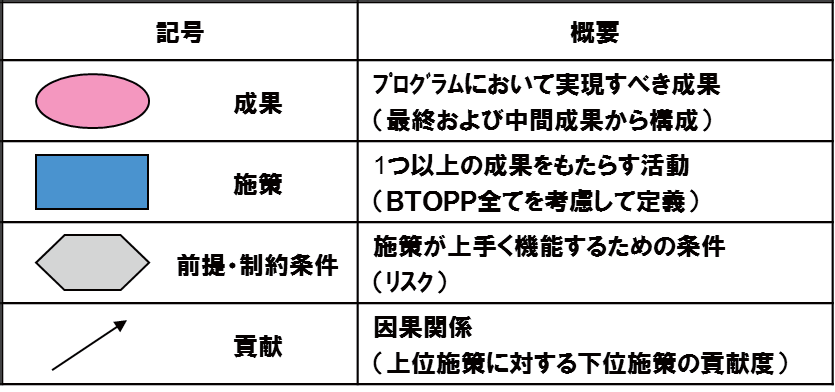 記号
概要
成果
ﾌﾟﾛｸﾞﾗﾑにおいて実現すべき成果
（最終および中間成果から構成）
施策
1つ以上の成果をもたらす活動
（BTOPP全てを考慮して定義）
前提・制約条件
施策が上手く機能するための条件
（ﾘｽｸ）
貢献
因果関係
（上位施策に対する下位施策の貢献度）